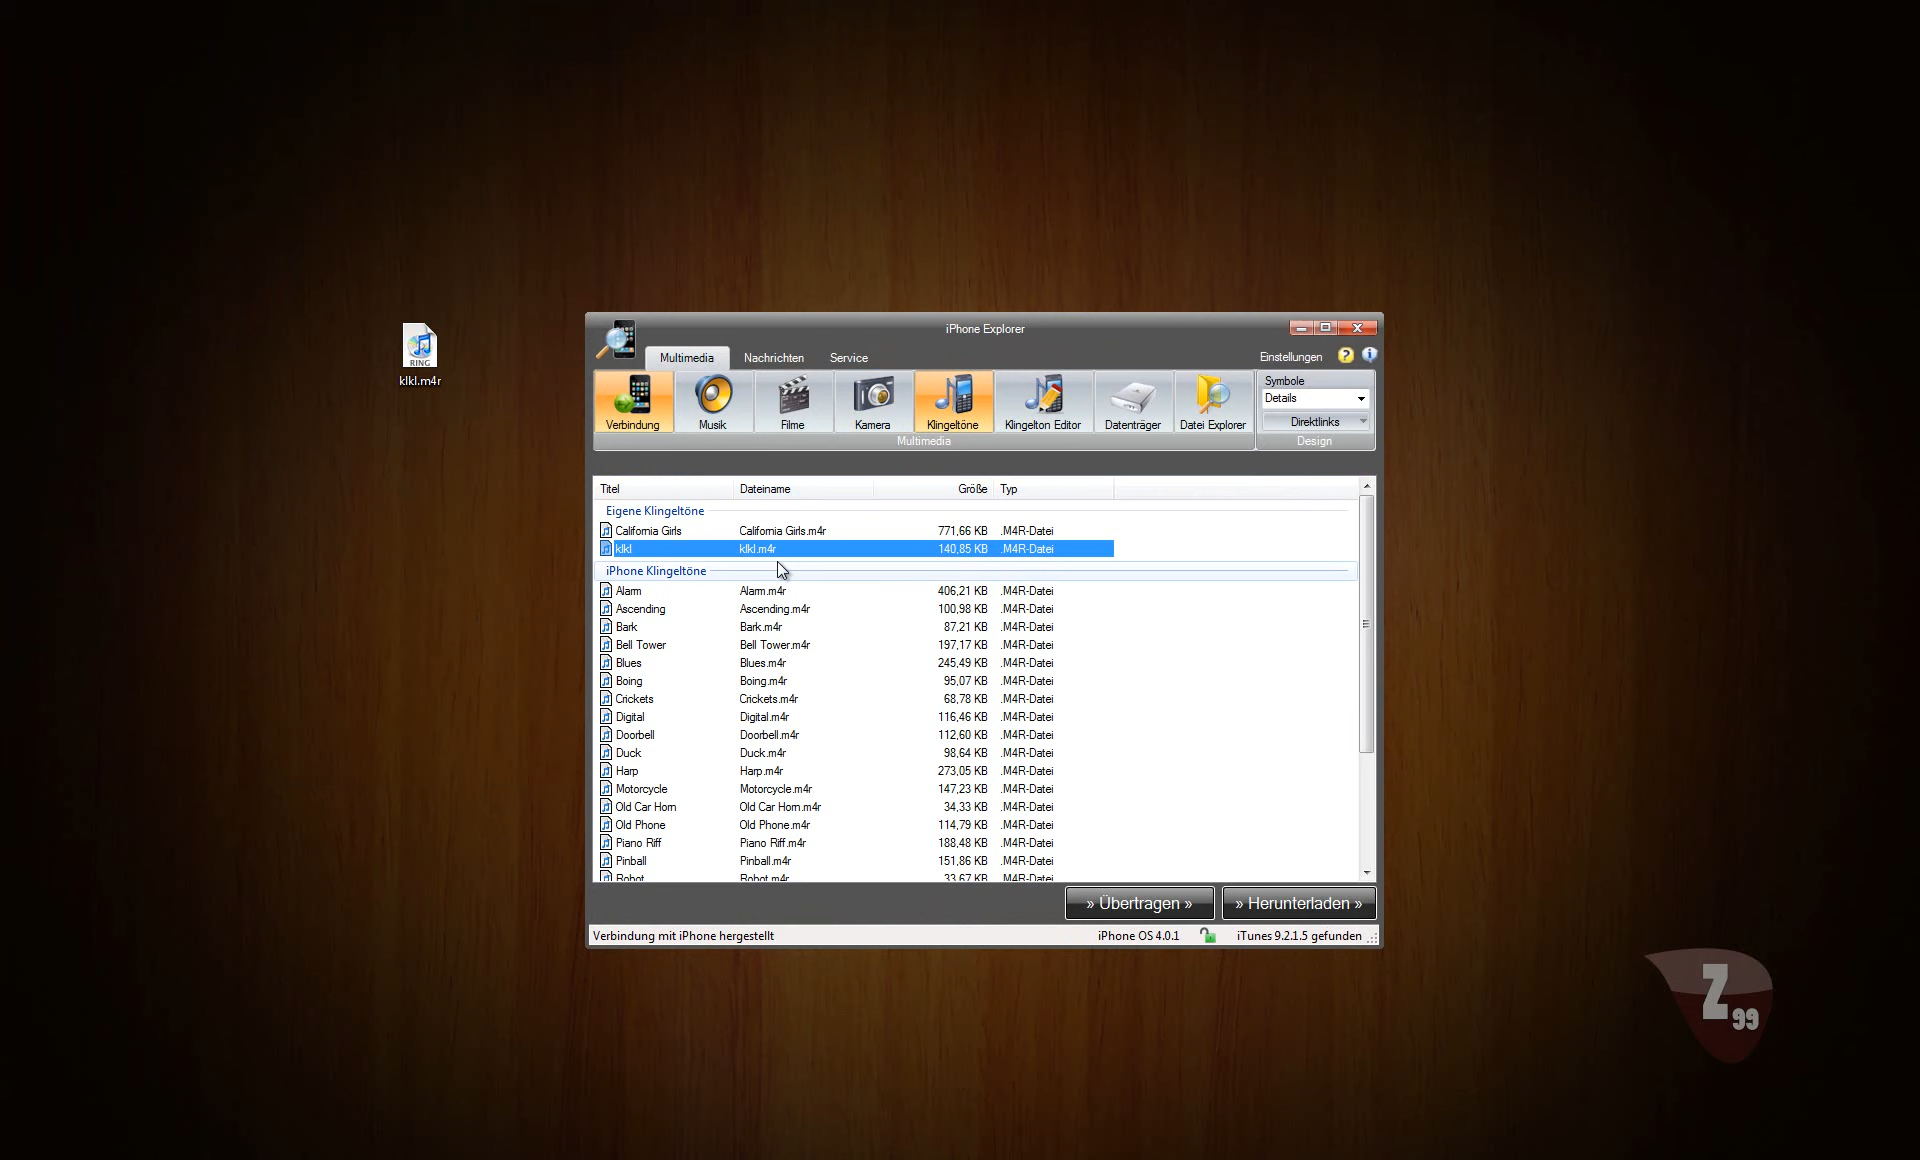 iPhone Explorer
Multimedia Nachrichten Service Einstellungen
Verbindung Musik Filme Kamera Klingeltöne Klingelton Editor Datenträger Datei Explorer
Symbole
Details
Direktlinks
Multimedia Design
RING
klkl.m4r
Titel Dateiname Größe Typ
Eigene Klingeltöne
California Girls California Girls.m4r 771,66 KB .M4R-Datei
klkl klkl.m4r 140,85 KB .M4R-Datei
iPhone Klingeltöne
Alarm Alarm.m4r 406,21 KB .M4R-Datei
Ascending Ascending.m4r 100,98 KB .M4R-Datei
Bark Bark.m4r 87,21 KB .M4R-Datei
Bell Tower Bell Tower.m4r 197,17 KB .M4R-Datei
Blues Blues.m4r 245,49 KB .M4R-Datei
Boing Boing.m4r 95,07 KB .M4R-Datei
Crickets Crickets.m4r 68,78 KB .M4R-Datei
Digital Digital.m4r 116,46 KB .M4R-Datei
Doorbell Doorbell.m4r 112,60 KB .M4R-Datei
Duck Duck.m4r 98,64 KB .M4R-Datei
Harp Harp.m4r 273,05 KB .M4R-Datei
Motorcycle Motorcycle.m4r 147,23 KB .M4R-Datei
Old Car Horn Old Car Horn.m4r 34,33 KB .M4R-Datei
Old Phone Old Phone.m4r 114,79 KB .M4R-Datei
Piano Riff Piano Riff.m4r 188,48 KB .M4R-Datei
Pinball Pinball.m4r 151,86 KB .M4R-Datei
Robot Robot.m4r 33,67 KB .M4R-Datei
» Übertragen » » Herunterladen »
Verbindung mit iPhone hergestellt iPhone OS 4.0.1 iTunes 9.2.1.5 gefunden
Z99